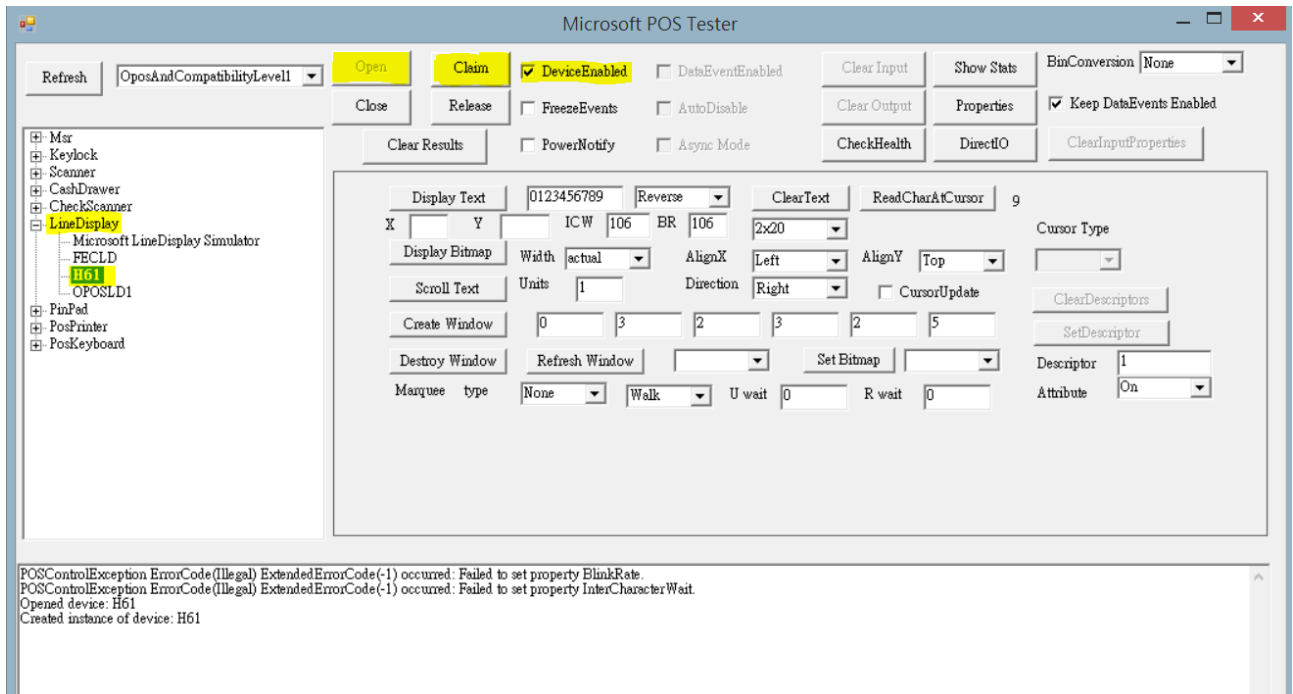 Microsoft POS Tester
Refresh OposAndCompatibilityLevel1 Open Claim DeviceEnabled DataEventEnabled Clear Input Show Stats BinConversion None
Close Release FreezeEvents AutoDisable Clear Output Properties Keep DataEvents Enabled
Clear Results PowerNotify Async Mode CheckHealth DirectIO ClearInputProperties
Msr
Keylock
Scanner
CashDrawer
CheckScanner
LineDisplay
Microsoft LineDisplay Simulator
FECLD
H61
OPOSLD1
PinPad
PosPrinter
PosKeyboard
Display Text 0123456789 Reverse ClearText ReadCharAtCursor 9
X Y ICW 106 BR 106 2x20 Cursor Type
Display Bitmap Width actual AlignX Left AlignY Top
Scroll Text Units 1 Direction Right CursorUpdate ClearDescriptors
Create Window 0 3 2 3 2 5 SetDescriptor
Destroy Window Refresh Window Set Bitmap Descriptor 1
Marquee type None Walk U wait 0 R wait 0 Attribute On
POSControlException ErrorCode(Illegal) ExtendedErrorCode(-1) occurred: Failed to set property BlinkRate.
POSControlException ErrorCode(Illegal) ExtendedErrorCode(-1) occurred: Failed to set property InterCharacterWait.
Opened device: H61
Created instance of device: H61